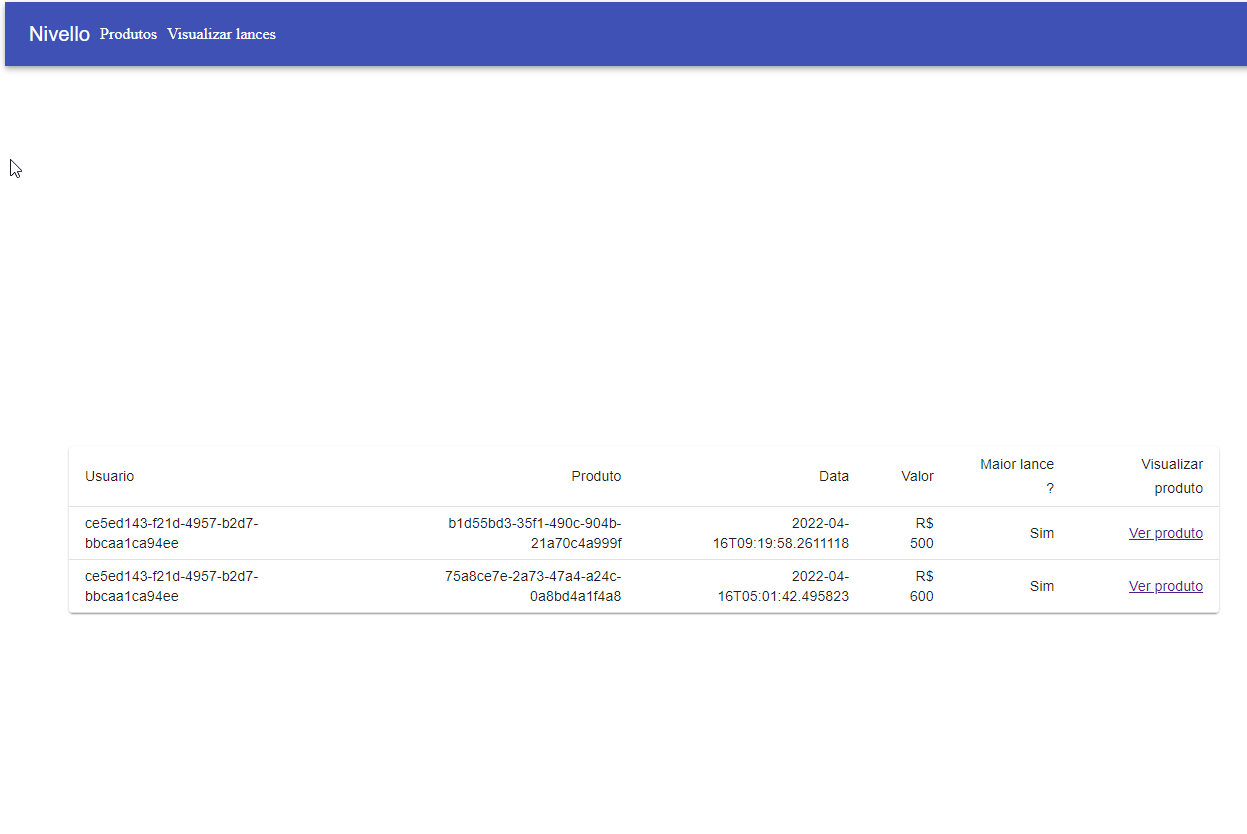 Nivello Produtos Visualizar lances
Usuario Produto Data Valor Maior lance ? Visualizar produto
ce5ed143-f21d-4957-b2d7-
bbcaa1ca94ee
b1d55bd3-35f1-490c-904b-
21a70c4a999f
2022-04-
16T09:19:58.2611118
R$
500
Sim
Ver produto
ce5ed143-f21d-4957-b2d7-
bbcaa1ca94ee
75a8ce7e-2a73-47a4-a24c-
0a8bd4a1f4a8
2022-04-
16T05:01:42.495823
R$
600
Sim
Ver produto